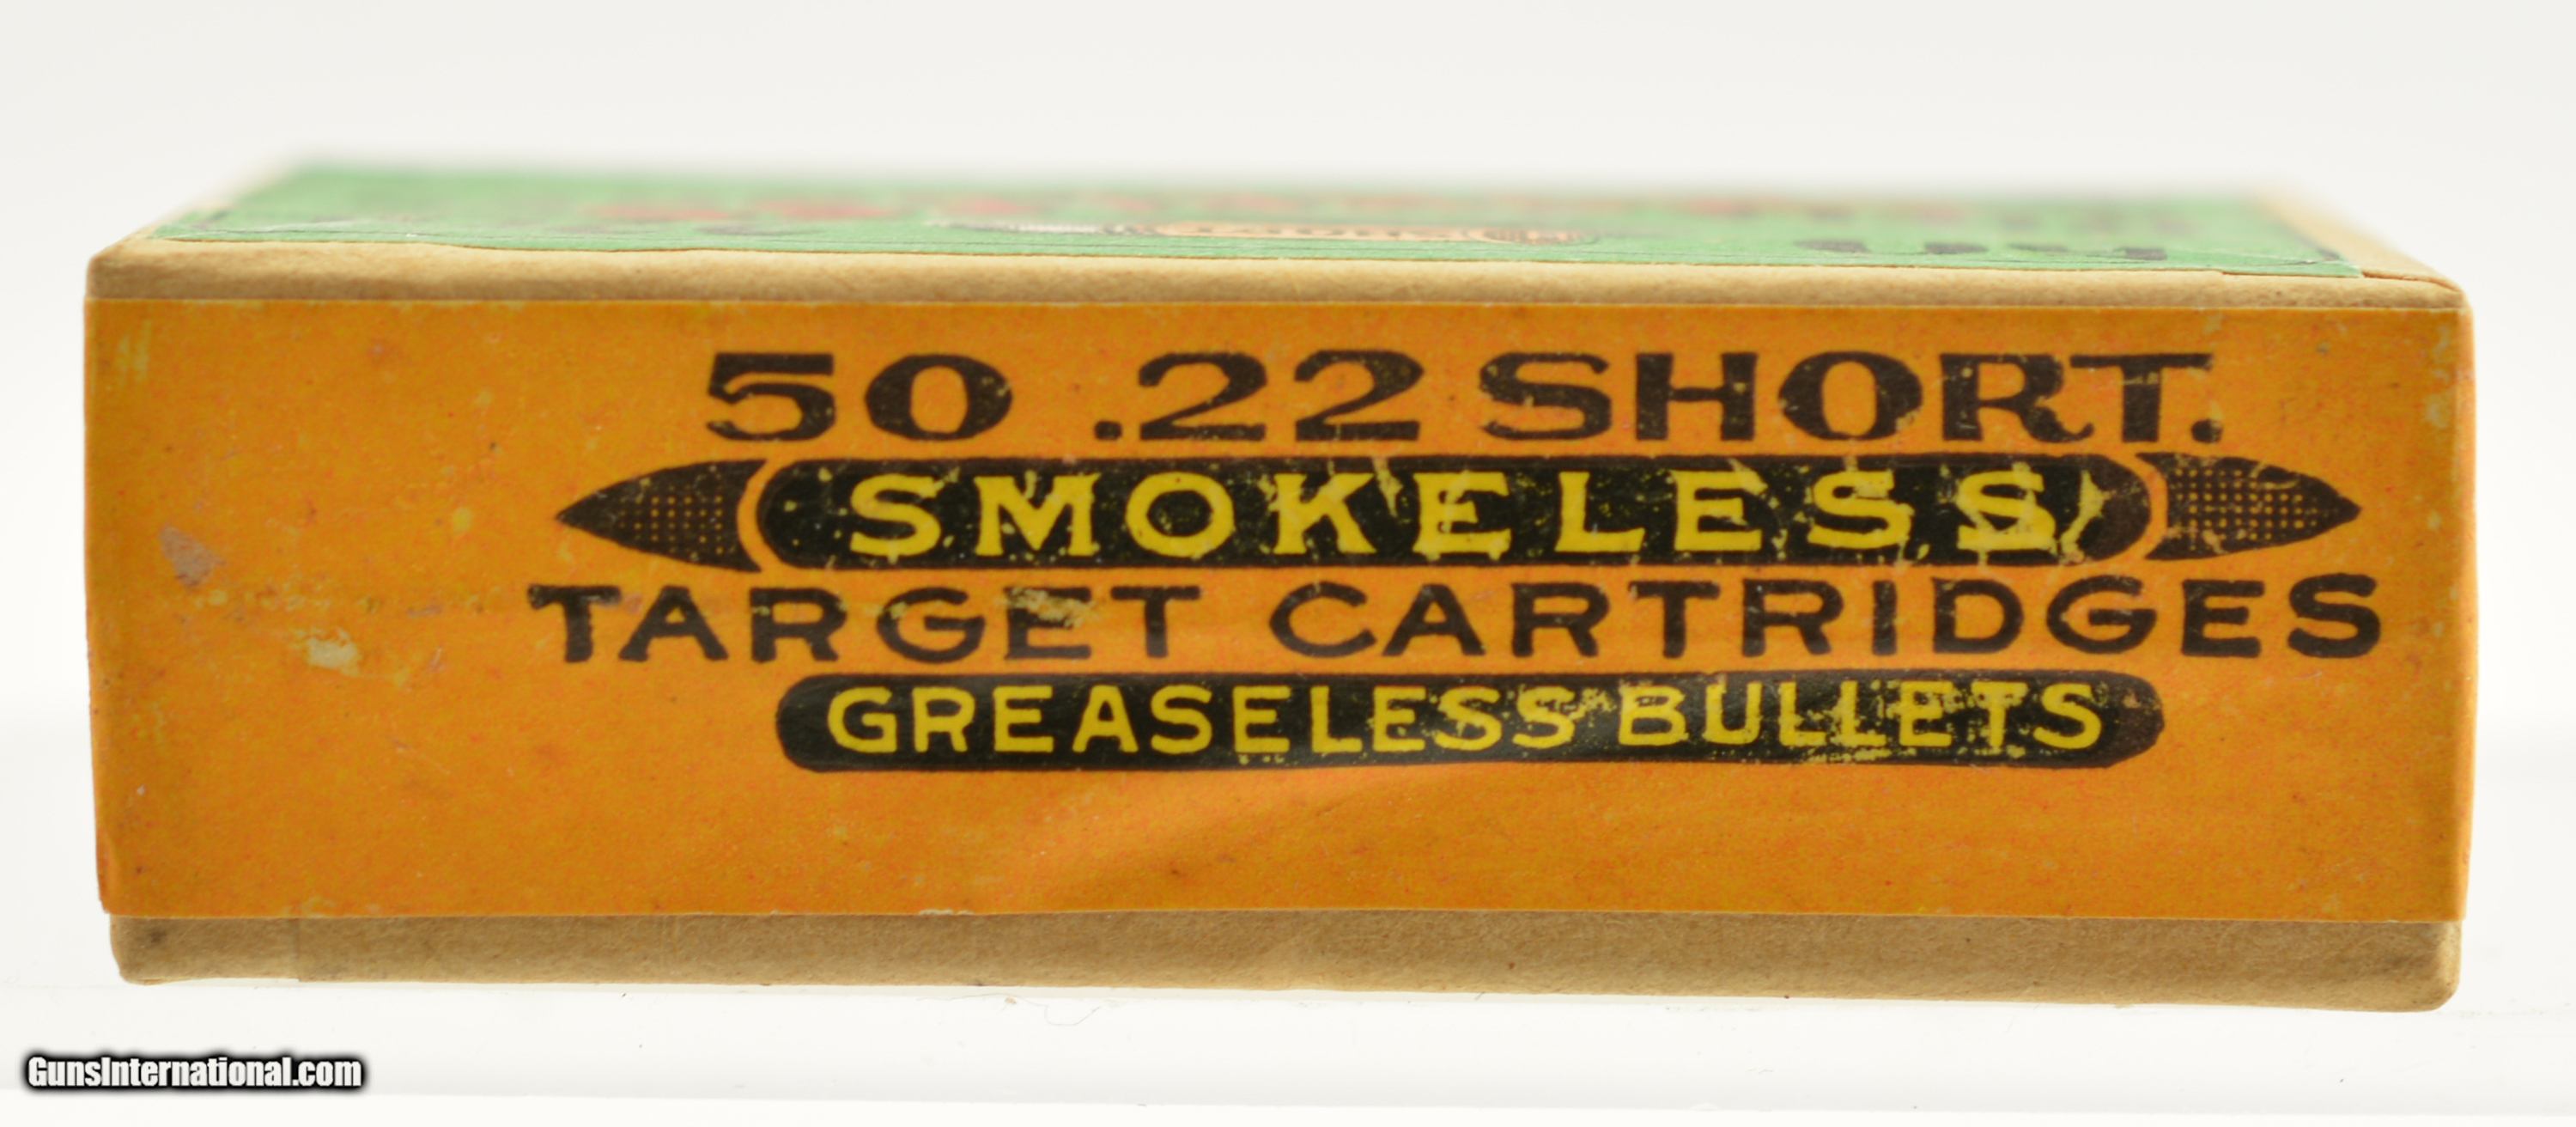 50 .22 SHORT.
SMOKELESS
TARGET CARTRIDGES
GREASELESS BULLETS
GunsInternational.com